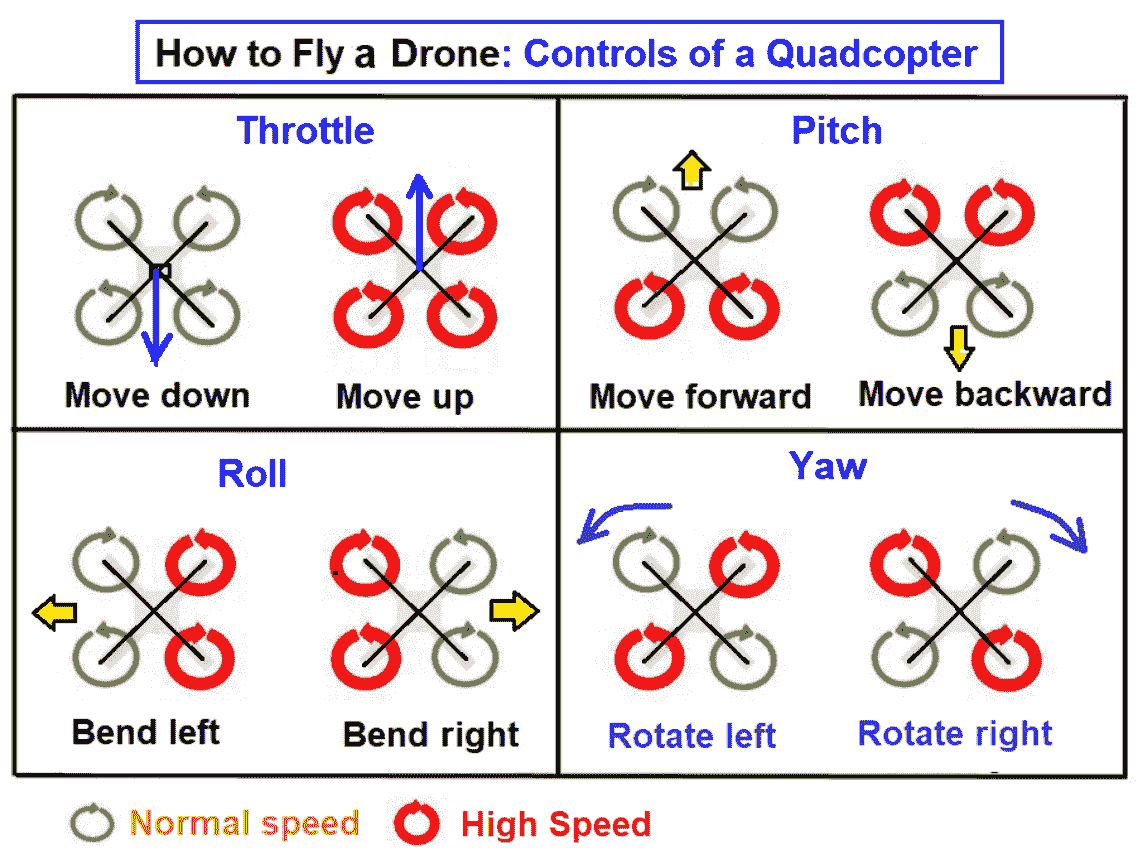 How to Fly a Drone: Controls of a Quadcopter
Throttle
Pitch
Move down
Move up
Move forward
Move backward
Roll
Yaw
Bend left
Bend right
Rotate left
Rotate right
Normal speed
High Speed